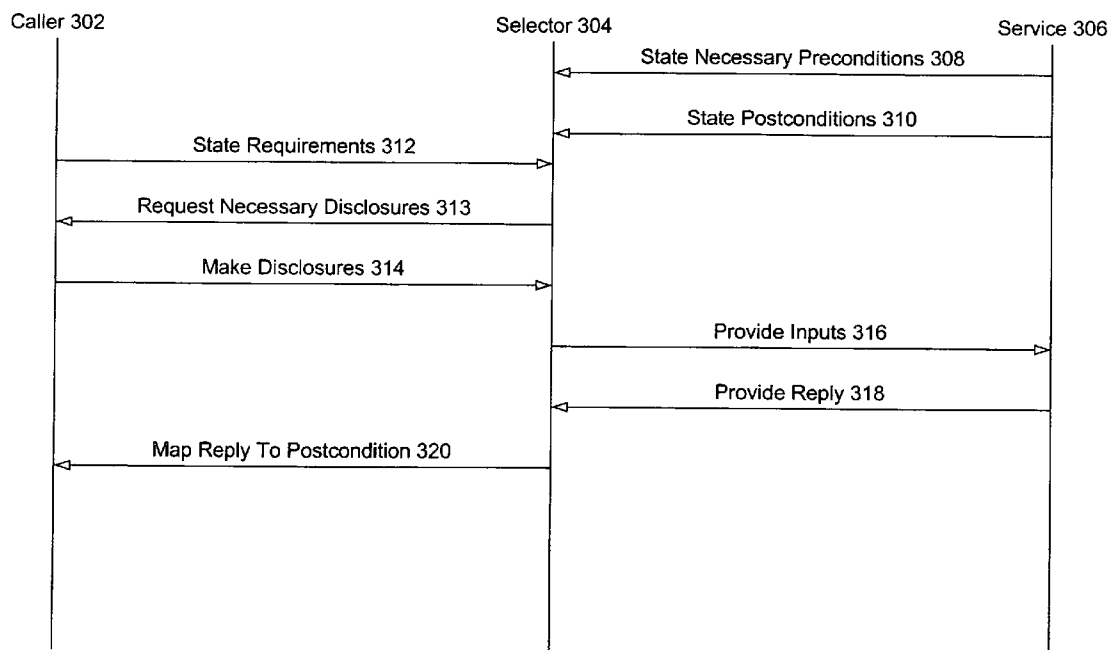 Caller 302
Selector 304
Service 306
State Necessary Preconditions 308
State Postconditions 310
State Requirements 312
Request Necessary Disclosures 313
Make Disclosures 314
Provide Inputs 316
Provide Reply 318
Map Reply To Postcondition 320